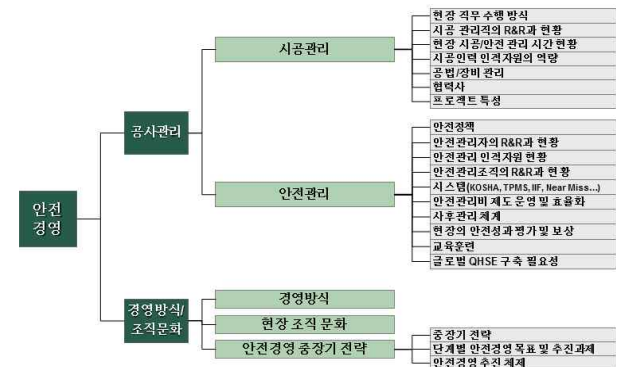 안전
경영
공사관리
경영방식/
조직문화
시공관리
안전관리
경영방식
현장 조직 문화
안전경영 중장기 전략
현장 직무 수행 방식
시공 관리직의 R&R과 현황
현장 시공/안전 관리 시간 현황
시공인력 인적자원의 역량
공법/장비 관리
협력사
프로젝트 특성
안전정책
안전관리자의 R&R과 현황
안전관리 인적자원 현황
안전관리조직의 R&R과 현황
시스템(KOSHA, TPMS, IIF, Near Miss...)
안전관리비 제도 운영 및 효율화
사후관리 체계
현장의 안전성과 평가 및 보상
교육훈련
글로벌 QHSE 구축 필요성
중장기 전략
단계별 안전경영 목표 및 추진과제
안전경영 추진 체제